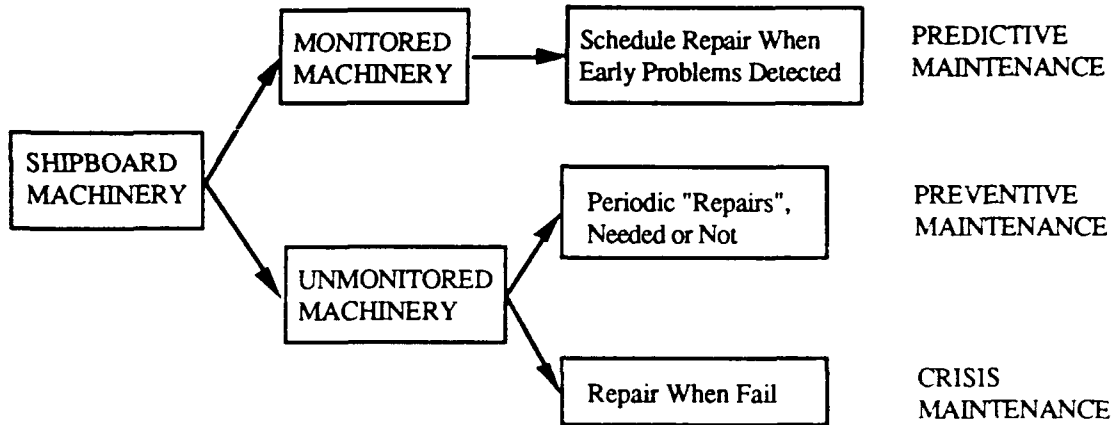 MONITORED
MACHINERY
Schedule Repair When
Early Problems Detected
PREDICTIVE
MAINTENANCE
SHIPBOARD
MACHINERY
Periodic "Repairs",
Needed or Not
PREVENTIVE
MAINTENANCE
UNMONITORED
MACHINERY
Repair When Fail
CRISIS
MAINTENANCE